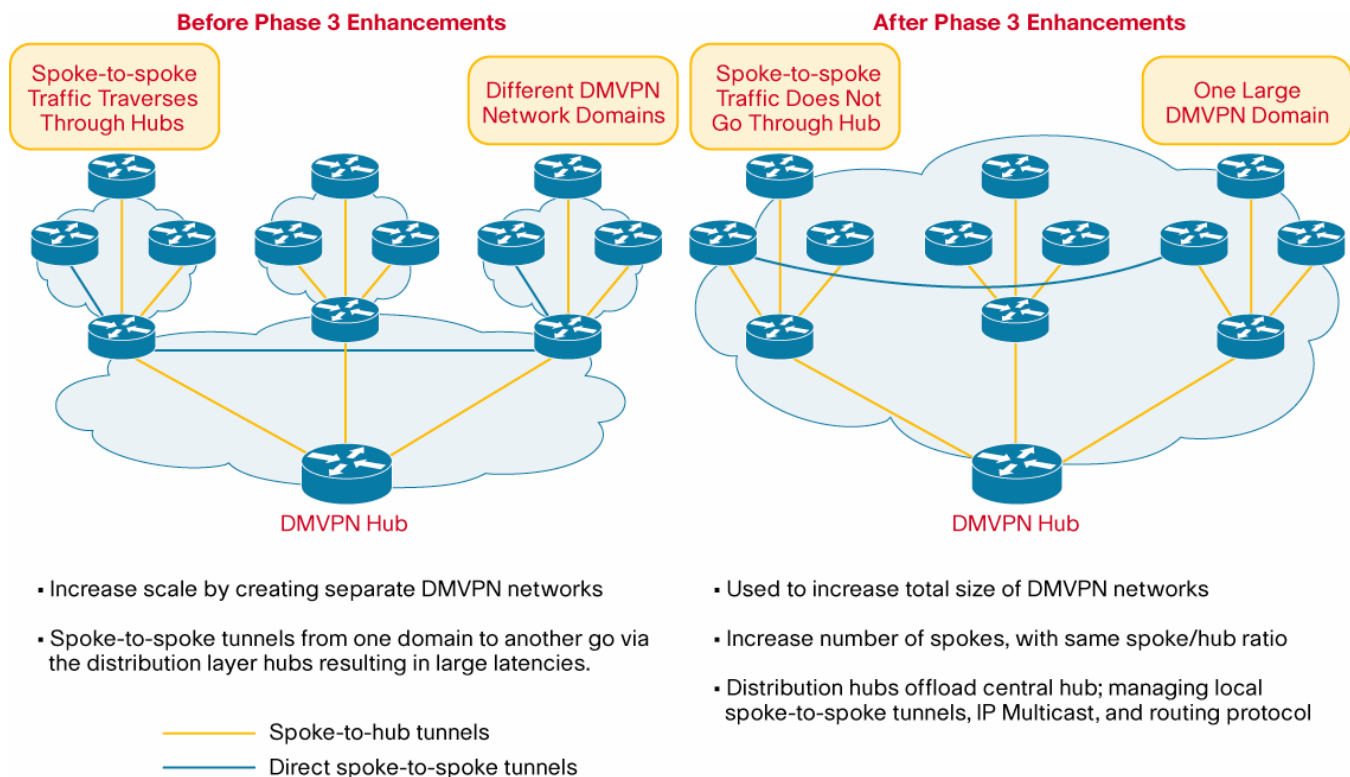 Before Phase 3 Enhancements
Spoke-to-spoke
Traffic Traverses
Through Hubs
Different DMVPN
Network Domains
DMVPN Hub
▪ Increase scale by creating separate DMVPN networks
▪ Spoke-to-spoke tunnels from one domain to another go via
the distribution layer hubs resulting in large latencies.
After Phase 3 Enhancements
Spoke-to-spoke
Traffic Does Not
Go Through Hub
One Large
DMVPN Domain
DMVPN Hub
▪ Used to increase total size of DMVPN networks
▪ Increase number of spokes, with same spoke/hub ratio
▪ Distribution hubs offload central hub; managing local
spoke-to-spoke tunnels, IP Multicast, and routing protocol
Spoke-to-hub tunnels
Direct spoke-to-spoke tunnels